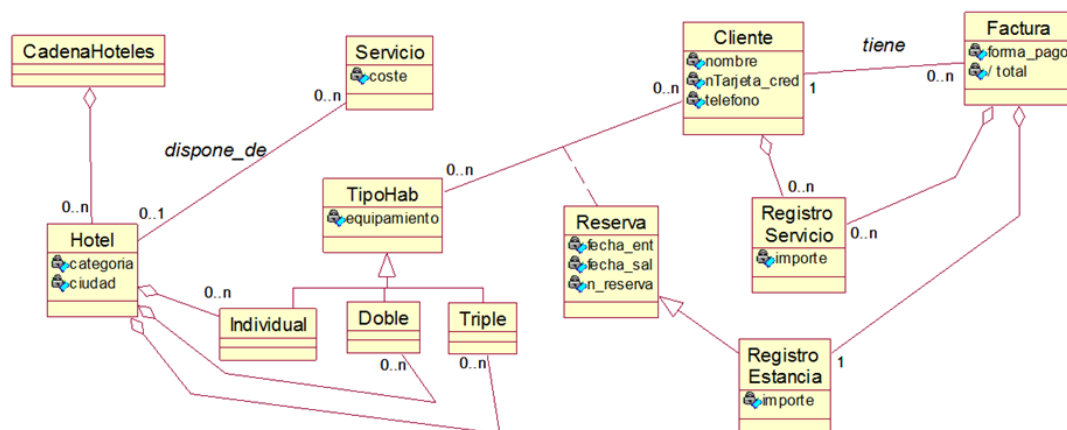 CadenaHoteles
Servicio
coste
0..n
dispone_de
0..n
0..1
Hotel
categoria
ciudad
0..n
Individual
Doble
0..n
Triple
0..n
TipoHab
equipamiento
0..n
0..n
Cliente
nombre
nTarjeta_cred
telefono
1
tiene
0..n
Factura
forma_pago
/ total
Reserva
fecha_ent
fecha_sal
n_reserva
0..n
Registro
Servicio
importe
0..n
Registro
Estancia
importe
1